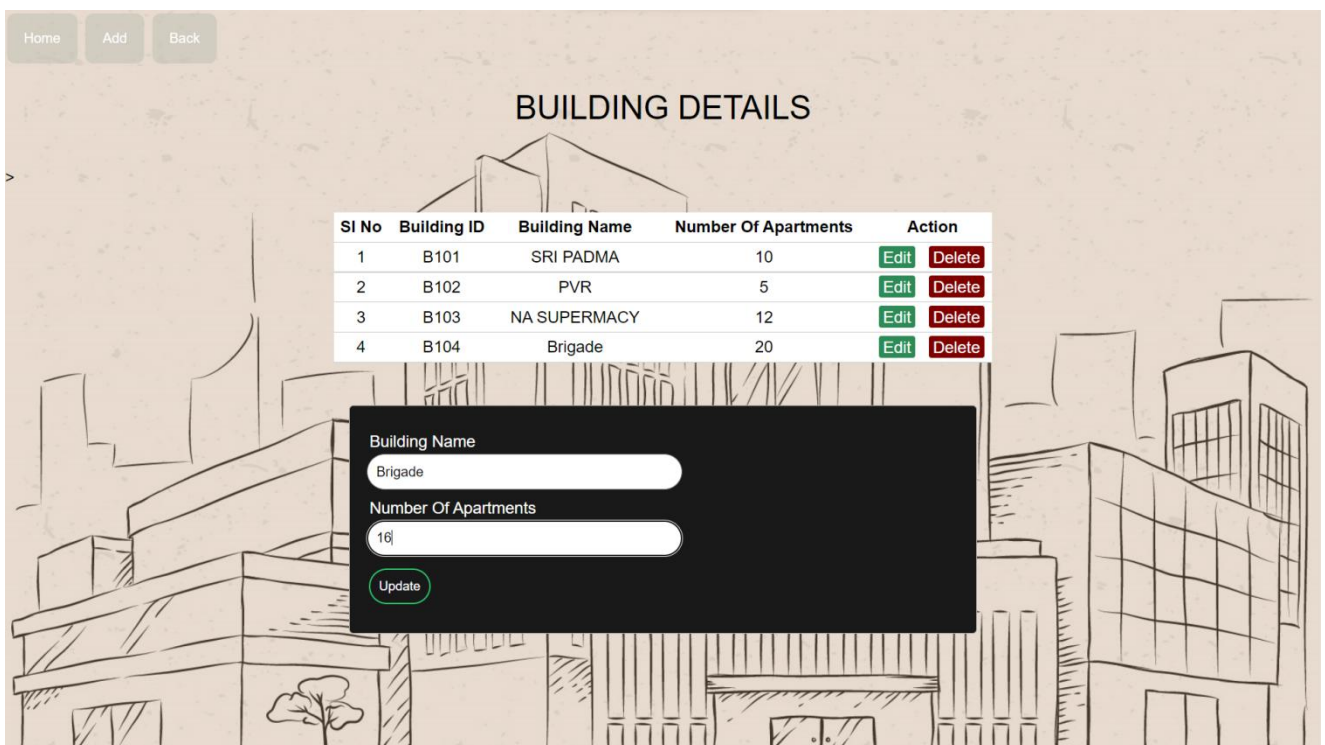 Home Add Back
BUILDING DETAILS
>
Sl No Building ID Building Name Number Of Apartments Action
1 B101 SRI PADMA 10 Edit Delete
2 B102 PVR 5 Edit Delete
3 B103 NA SUPERMACY 12 Edit Delete
4 B104 Brigade 20 Edit Delete
Building Name
Brigade
Number Of Apartments
16
Update